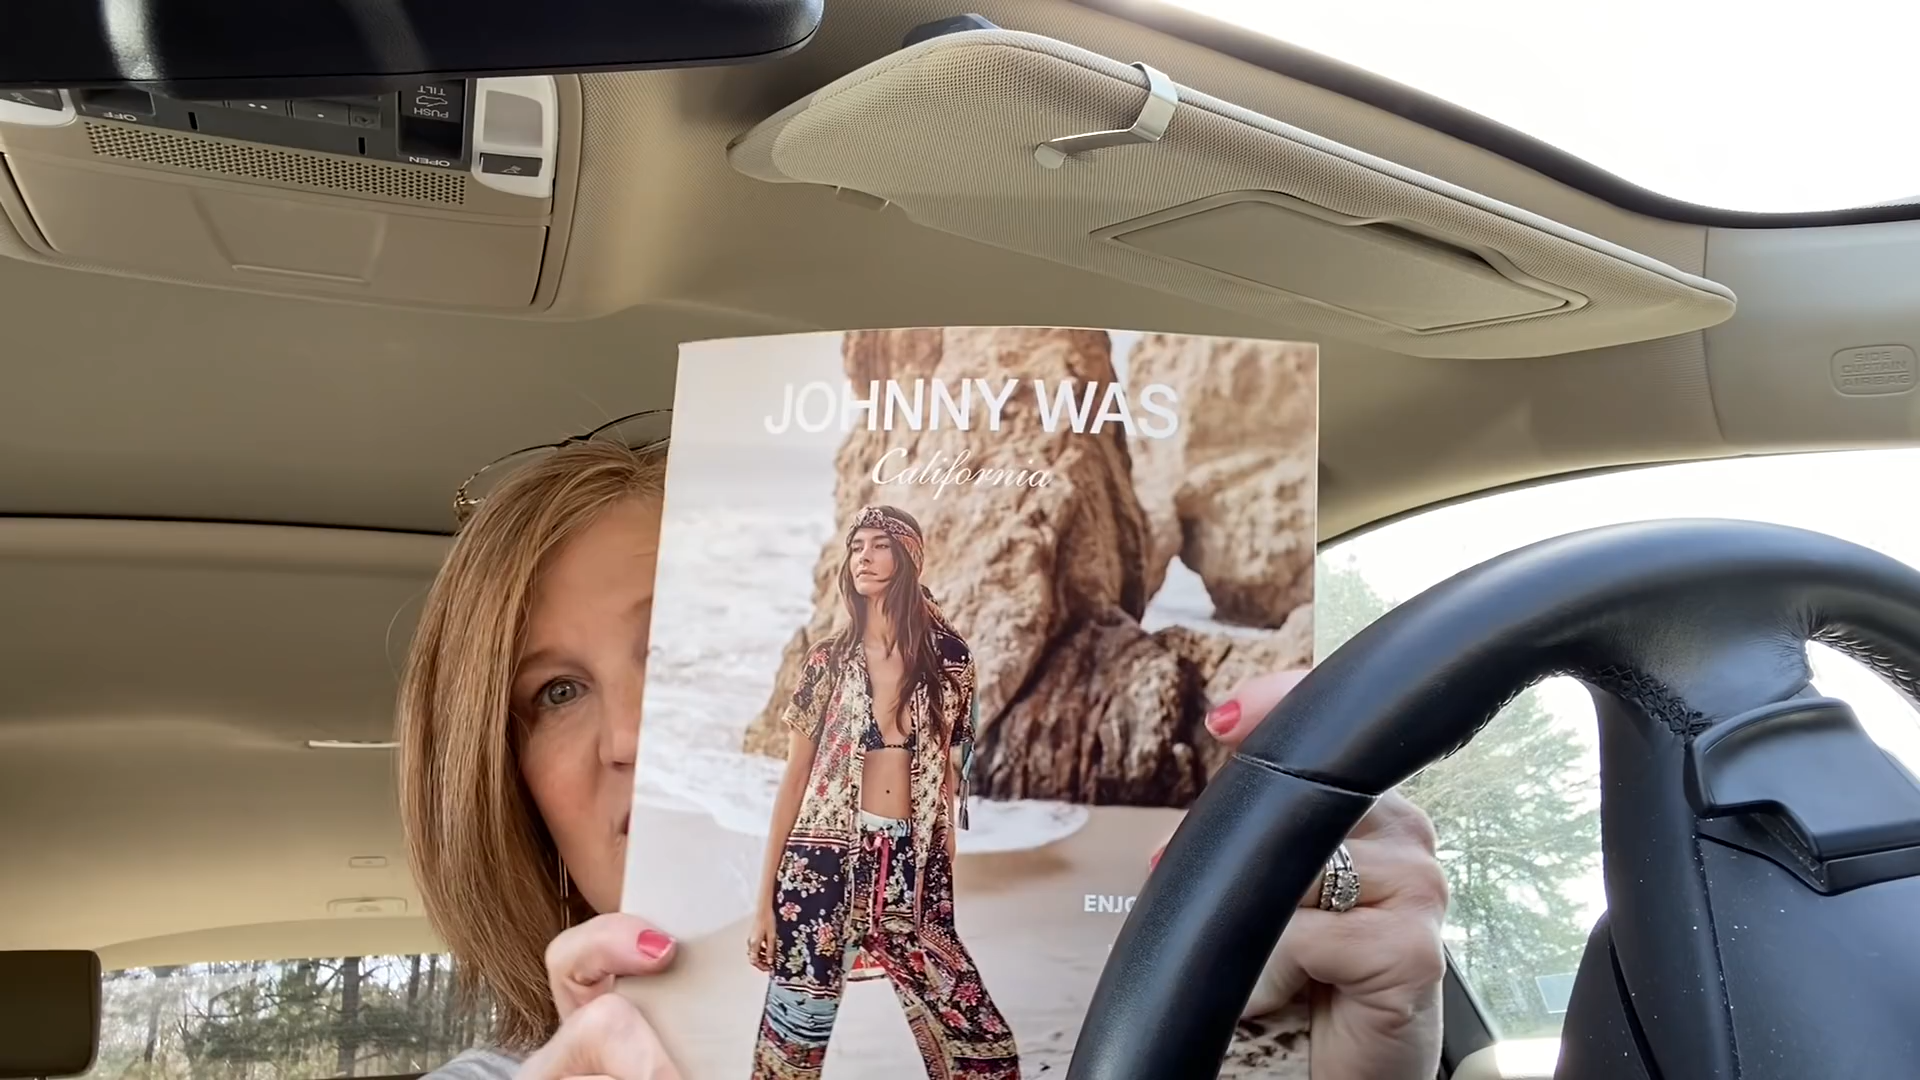 TILT
PUSH
OFF
OPEN
JOHNNY WAS
California
SIDE
CURTAIN
AIRBAG